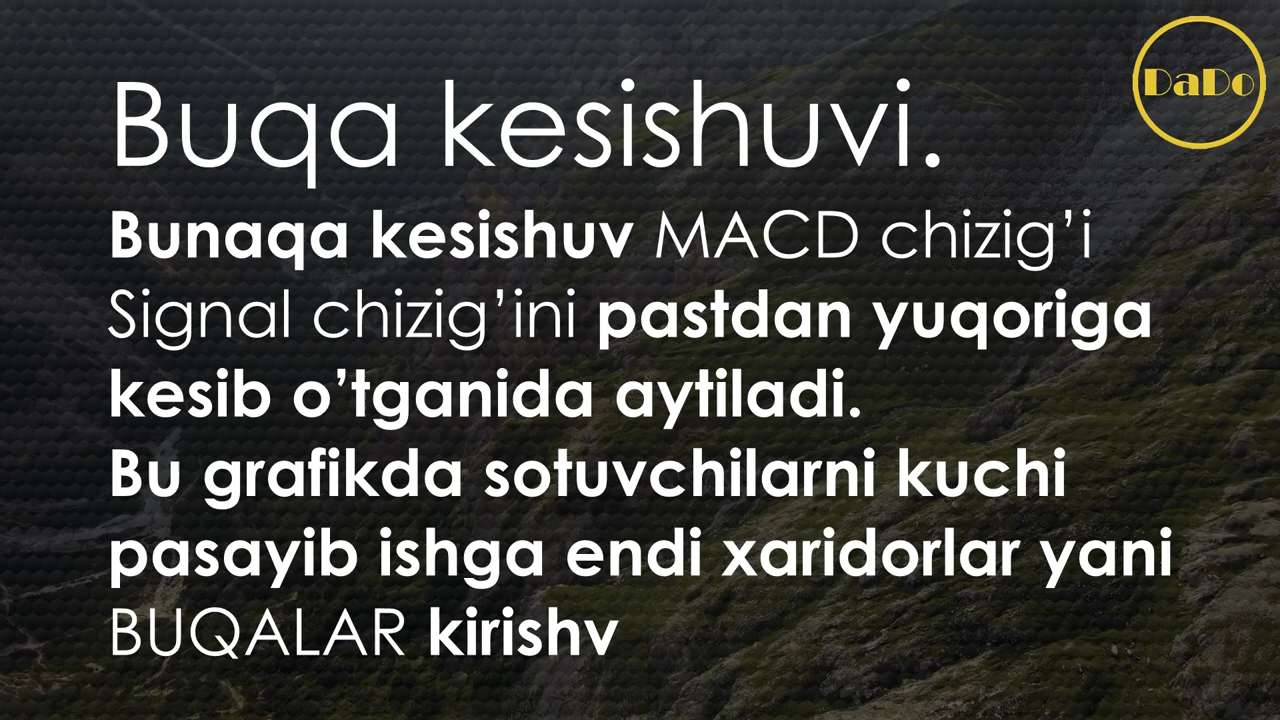 DaDo
Buqa kesishuvi.
Bunaqa kesishuv MACD chizig’i
Signal chizig’ini pastdan yuqoriga
kesib o’tganida aytiladi.
Bu grafikda sotuvchilarni kuchi
pasayib ishga endi xaridorlar yani
BUQALAR kirishv